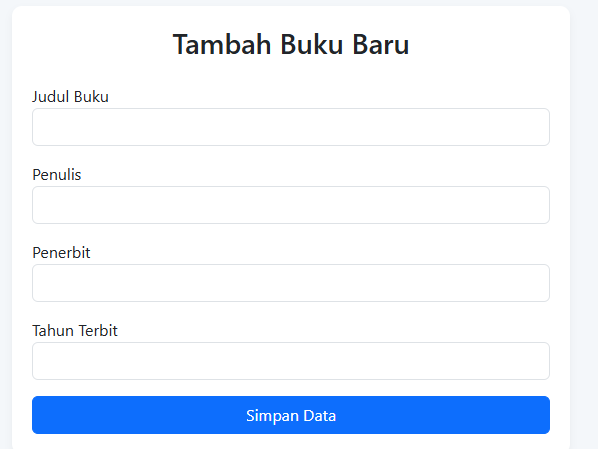 Tambah Buku Baru
Judul Buku
Penulis
Penerbit
Tahun Terbit
Simpan Data